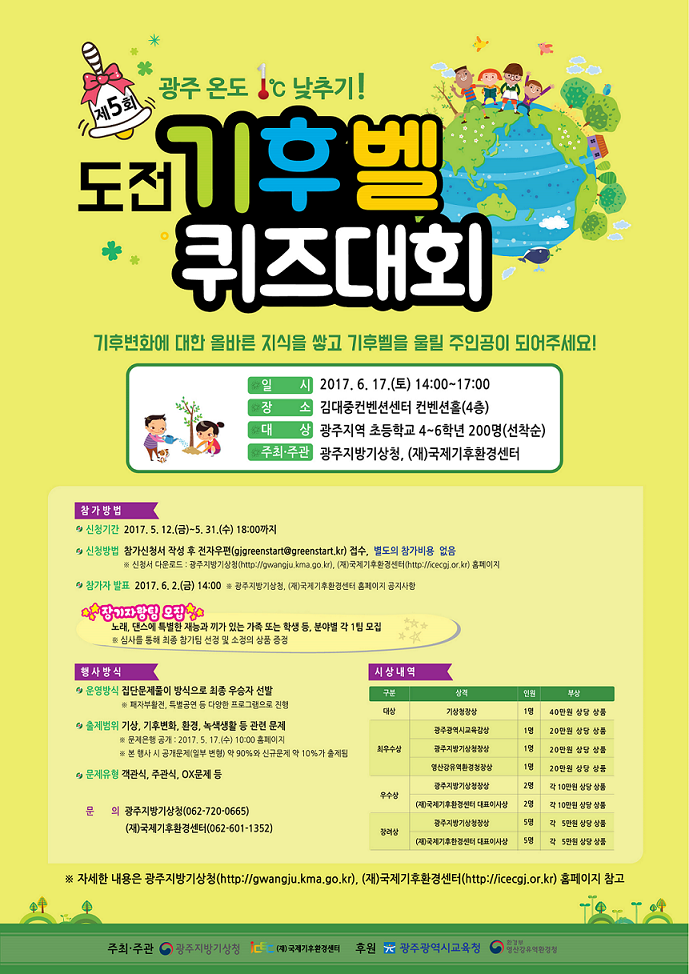 제5회
광주 온도 1℃ 낮추기!
도전 기후벨
퀴즈대회
기후변화에 대한 올바른 지식을 쌓고 기후벨을 울릴 주인공이 되어주세요!
일 시 2017. 6. 17.(토) 14:00~17:00
장 소 김대중컨벤션센터 컨벤션홀(4층)
대 상 광주지역 초등학교 4~6학년 200명(선착순)
주최·주관 광주지방기상청, (재)국제기후환경센터
참가방법
신청기간 2017. 5. 12.(금)~5. 31.(수) 18:00까지
신청방법 참가신청서 작성 후 전자우편(gjgreenstart@greenstart.kr) 접수, 별도의 참가비용 없음
※ 신청서 다운로드 : 광주지방기상청(http://gwangju.kma.go.kr), (재)국제기후환경센터(http://icecgj.or.kr) 홈페이지
참가자 발표 2017. 6. 2.(금) 14:00 ※ 광주지방기상청, (재)국제기후환경센터 홈페이지 공지사항
장기자랑팀 모집
노래, 댄스에 특별한 재능과 끼가 있는 가족 또는 학생 등, 분야별 각 1팀 모집
※ 심사를 통해 최종 참가팀 선정 및 소정의 상품 증정
행사방식
운영방식 집단문제풀이 방식으로 최종 우승자 선발
※ 패자부활전, 특별공연 등 다양한 프로그램으로 진행
출제범위 기상, 기후변화, 환경, 녹색생활 등 관련 문제
※ 문제은행 공개 : 2017. 5. 17.(수) 10:00 홈페이지
※ 본 행사 시 공개문제(일부 변형) 약 90%와 신규문제 약 10%가 출제됨
문제유형 객관식, 주관식, OX문제 등
문 의 광주지방기상청(062-720-0665)
(재)국제기후환경센터(062-601-1352)
시상내역
구분 상격 인원 부상
대상 기상청장상 1명 40만원 상당 상품
최우수상 광주광역시교육감상 1명 20만원 상당 상품
광주지방기상청장상 1명 20만원 상당 상품
영산강유역환경청장상 1명 20만원 상당 상품
우수상 광주지방기상청장상 2명 각 10만원 상당 상품
(재)국제기후환경센터 대표이사상 2명 각 10만원 상당 상품
장려상 광주지방기상청장상 5명 각 5만원 상당 상품
(재)국제기후환경센터 대표이사상 5명 각 5만원 상당 상품
※ 자세한 내용은 광주지방기상청(http://gwangju.kma.go.kr), (재)국제기후환경센터(http://icecgj.or.kr) 홈페이지 참고
주최·주관 광주지방기상청 (재)국제기후환경센터 후원 광주광역시교육청 환경부 영산강유역환경청